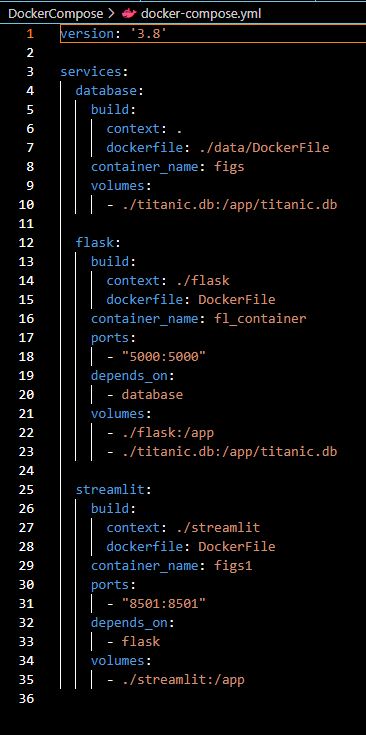 DockerCompose > docker-compose.yml
1 version: '3.8'
2
3 services:
4   database:
5     build:
6       context: .
7       dockerfile: ./data/DockerFile
8     container_name: figs
9     volumes:
10       - ./titanic.db:/app/titanic.db
11
12   flask:
13     build:
14       context: ./flask
15       dockerfile: DockerFile
16     container_name: fl_container
17     ports:
18       - "5000:5000"
19     depends_on:
20       - database
21     volumes:
22       - ./flask:/app
23       - ./titanic.db:/app/titanic.db
24
25   streamlit:
26     build:
27       context: ./streamlit
28       dockerfile: DockerFile
29     container_name: figs1
30     ports:
31       - "8501:8501"
32     depends_on:
33       - flask
34     volumes:
35       - ./streamlit:/app
36